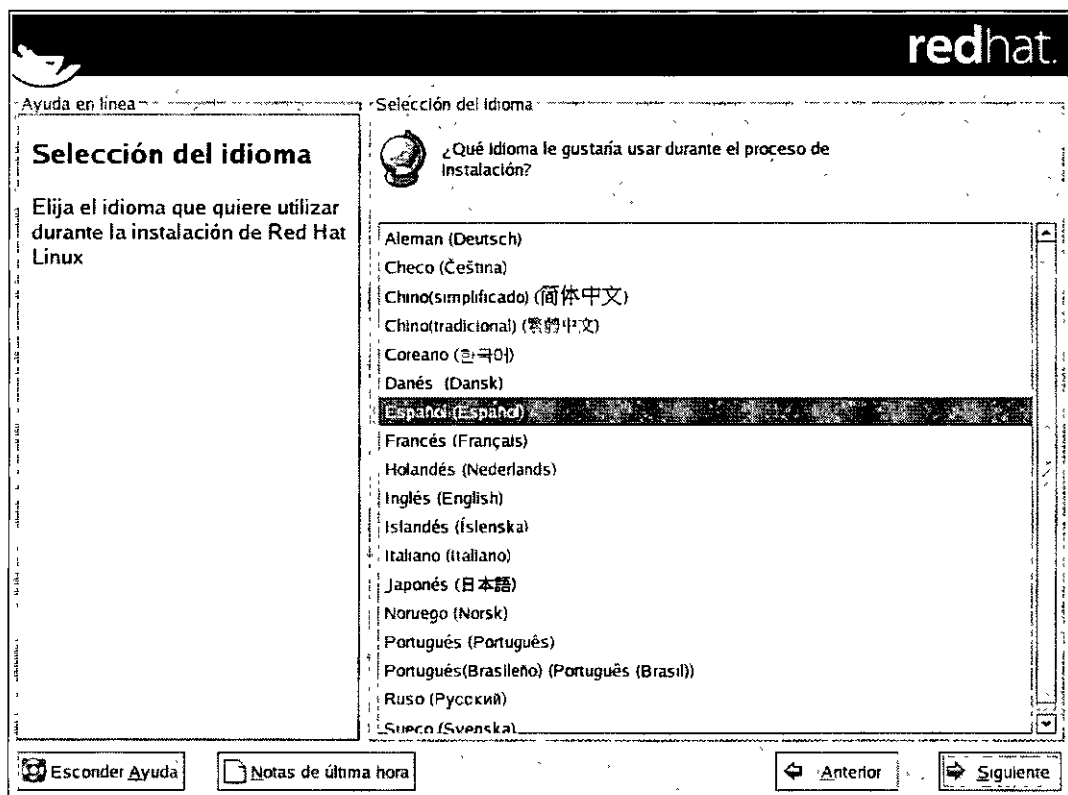 redhat.
Ayuda en línea
Selección del idioma
Elija el idioma que quiere utilizar
durante la instalación de Red Hat
Linux
Selección del idioma
¿Qué idioma le gustaría usar durante el proceso de
instalación?
Aleman (Deutsch)
Checo (Čeština)
Chino(simplificado) (简体中文)
Chino(tradicional) (繁體中文)
Coreano (한국어)
Danés (Dansk)
Español (Español)
Francés (Français)
Holandés (Nederlands)
Inglés (English)
Islandés (Íslenska)
Italiano (Italiano)
Japonés (日本語)
Noruego (Norsk)
Portugués (Português)
Portugués(Brasileño) (Português (Brasil))
Ruso (Русский)
Sueco (Svenska)
Esconder Ayuda
Notas de última hora
Anterior
Siguiente